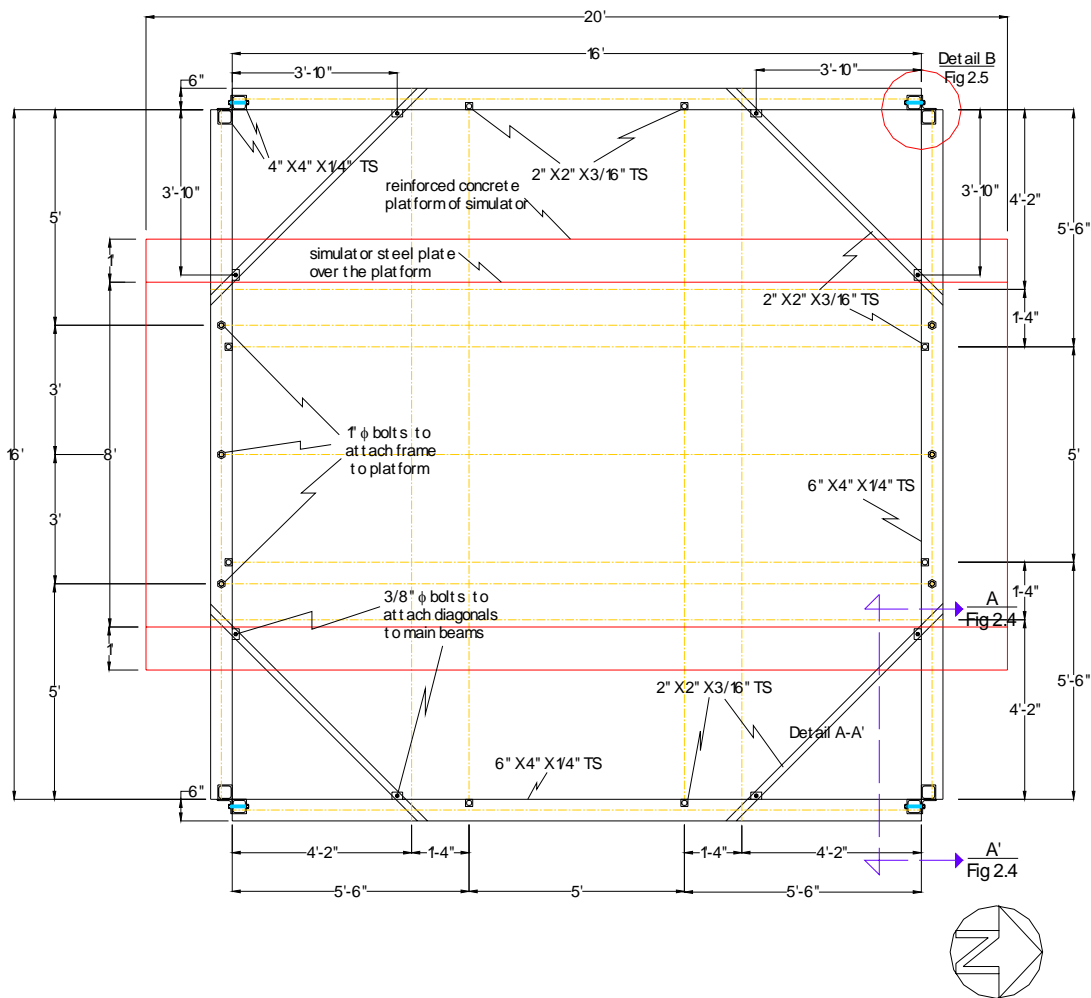 20'
16'
3'-10"
3'-10"
6"
Detail B
Fig 2.5
4" X4" X1/4" TS
2" X2" X3/16" TS
3'-10"
3'-10"
4'-2"
5'
5'-6"
reinforced concrete
platform of simulator
1'
simulator steel plate
over the platform
2" X2" X3/16" TS
1'-4"
3'
1" ϕ bolts to
attach frame
to platform
16'
8'
5'
6" X4" X1/4" TS
3'
3/8" ϕ bolts to
attach diagonals
to main beams
1'-4"
A
Fig 2.4
1'
5'
2" X2" X3/16" TS
5'-6"
4'-2"
Detail A-A'
6" X4" X1/4" TS
6"
4'-2"
1'-4"
1'-4"
4'-2"
A'
Fig 2.4
5'-6"
5'
5'-6"
N